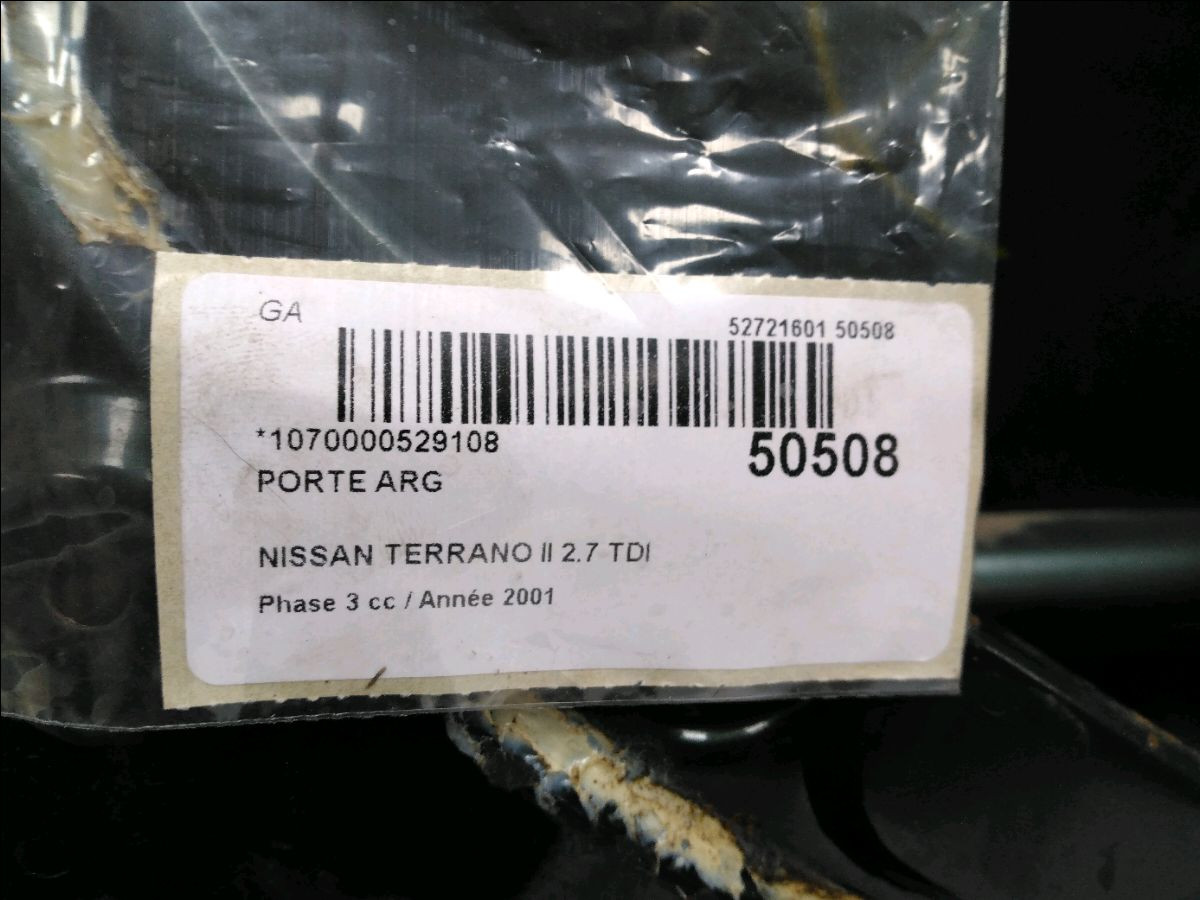 GA
52721601 50508
*1070000529108
50508
PORTE ARG
NISSAN TERRANO II 2.7 TDI
Phase 3 cc / Année 2001